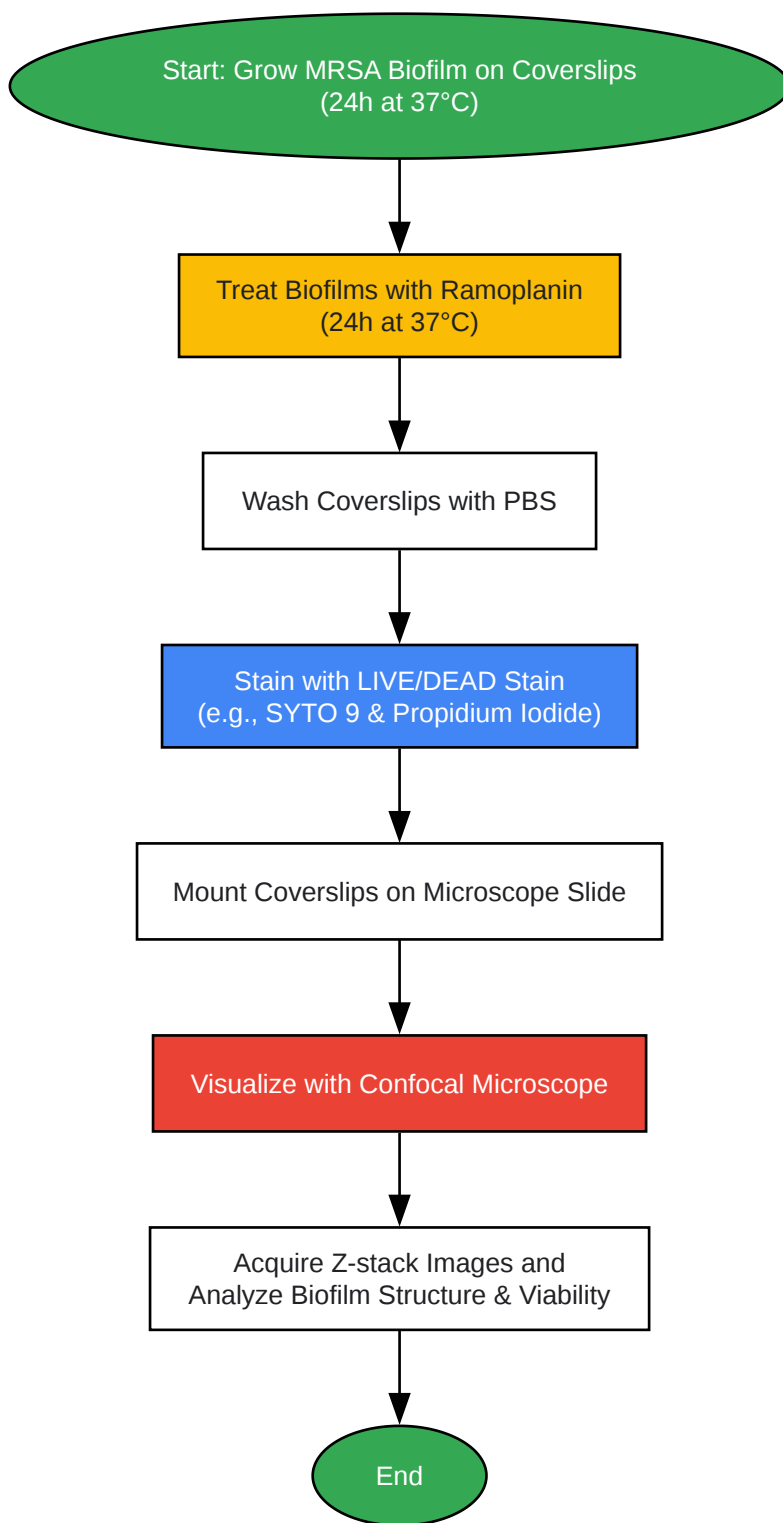 Start: Grow MRSA Biofilm on Coverslips
(24h at 37°C)
Treat Biofilms with Ramoplanin
(24h at 37°C)
Wash Coverslips with PBS
Stain with LIVE/DEAD Stain
(e.g., SYTO 9 & Propidium Iodide)
Mount Coverslips on Microscope Slide
Visualize with Confocal Microscope
Acquire Z-stack Images and
Analyze Biofilm Structure & Viability
End